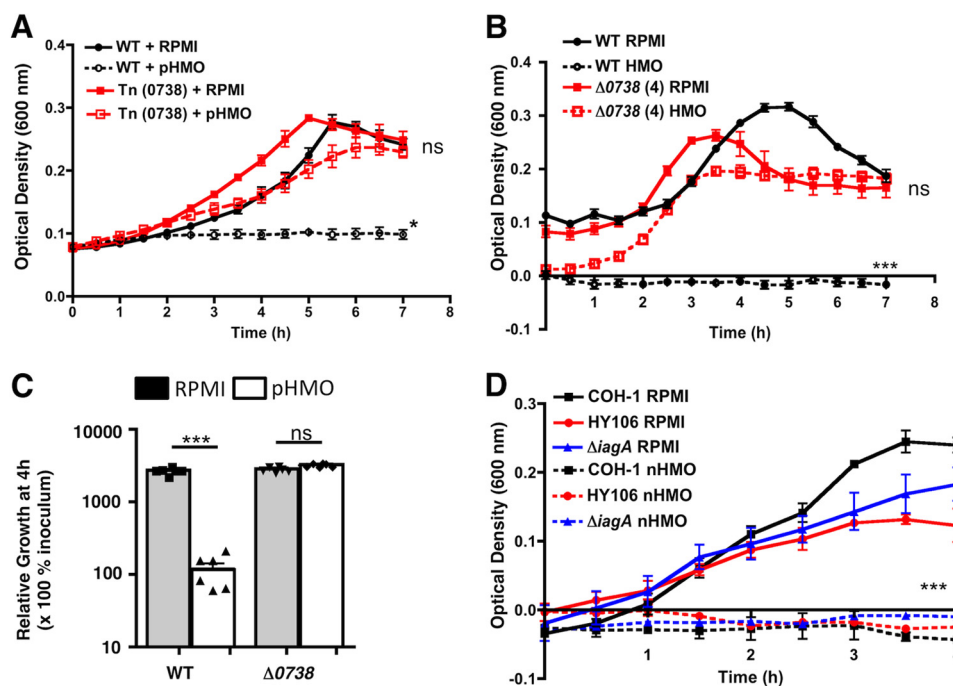 A
WT + RPMI
WT + pHMO
Tn (0738) + RPMI
Tn (0738) + pHMO
Optical Density (600 nm)
0.4
0.3
0.2
0.1
0.0
0 1 2 3 4 5 6 7 8
Time (h)
ns
*
B
WT RPMI
WT HMO
Δ0738 (4) RPMI
Δ0738 (4) HMO
Optical Density (600 nm)
0.4
0.3
0.2
0.1
0.0
-0.1
1 2 3 4 5 6 7 8
Time (h)
ns
***
C
RPMI pHMO
Relative Growth at 4h
(x 100 % inoculum)
10000
1000
100
10
***
ns
WT Δ0738
D
COH-1 RPMI
HY106 RPMI
ΔiagA RPMI
COH-1 nHMO
HY106 nHMO
ΔiagA nHMO
Optical Density (600 nm)
0.3
0.2
0.1
0.0
-0.1
1 2 3
Time (h)
***